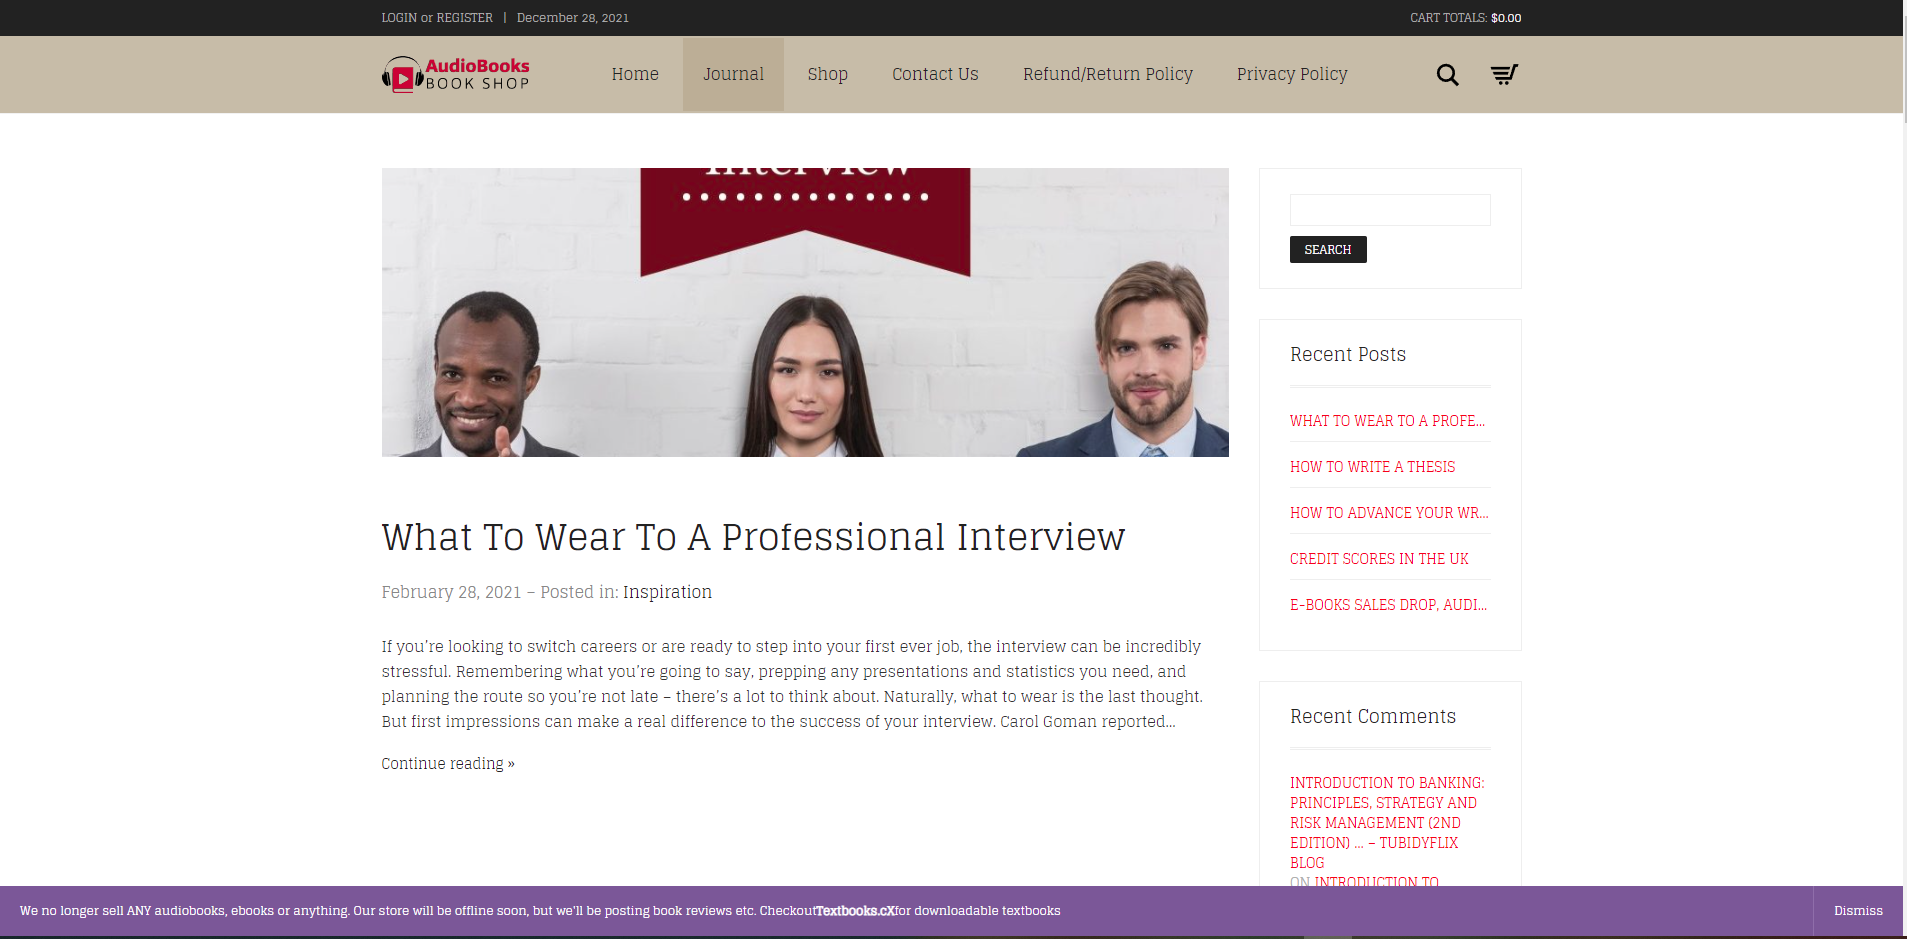 LOGIN or REGISTER | December 28, 2021
CART TOTALS: $0.00
AudioBooks
BOOK SHOP
Home Journal Shop Contact Us Refund/Return Policy Privacy Policy
Interview
What To Wear To A Professional Interview
February 28, 2021 – Posted in: Inspiration
If you’re looking to switch careers or are ready to step into your first ever job, the interview can be incredibly
stressful. Remembering what you’re going to say, prepping any presentations and statistics you need, and
planning the route so you’re not late – there’s a lot to think about. Naturally, what to wear is the last thought.
But first impressions can make a real difference to the success of your interview. Carol Goman reported...
Continue reading »
SEARCH
Recent Posts
WHAT TO WEAR TO A PROFE...
HOW TO WRITE A THESIS
HOW TO ADVANCE YOUR WR...
CREDIT SCORES IN THE UK
E-BOOKS SALES DROP, AUDI...
Recent Comments
INTRODUCTION TO BANKING:
PRINCIPLES, STRATEGY AND
RISK MANAGEMENT (2ND
EDITION) ... – TUBIDYFLIX
BLOG
ON INTRODUCTION TO
We no longer sell ANY audiobooks, ebooks or anything. Our store will be offline soon, but we'll be posting book reviews etc. CheckoutTextbooks.cXfor downloadable textbooks
Dismiss